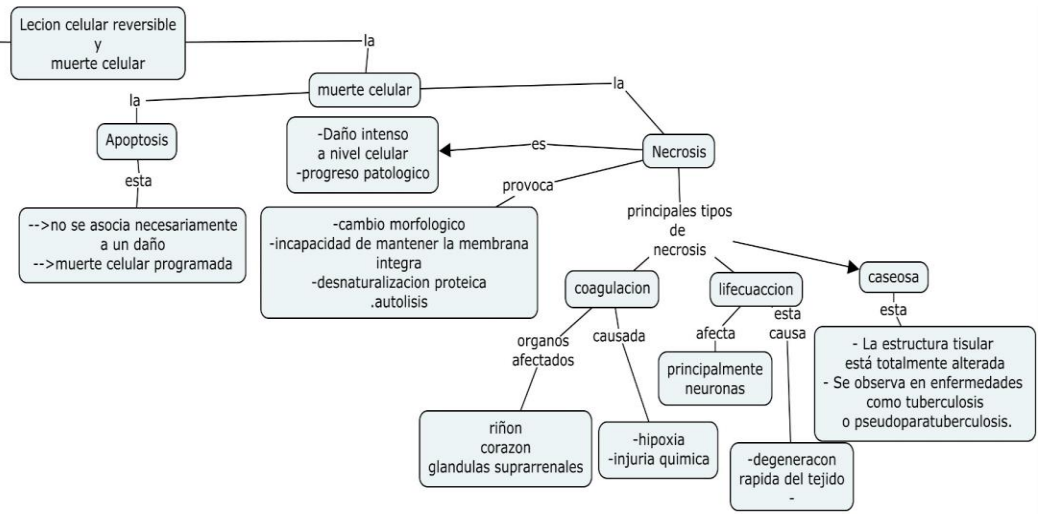 Lecion celular reversible
y
muerte celular
la
muerte celular
la
la
Apoptosis
esta
-->no se asocia necesariamente
a un daño
-->muerte celular programada
Necrosis
es
-Daño intenso
a nivel celular
-progreso patologico
provoca
-cambio morfologico
-incapacidad de mantener la membrana
integra
-desnaturalizacion proteica
.autolisis
principales tipos
de
necrosis
coagulacion
organos
afectados
riñon
corazon
glandulas suprarrenales
causada
-hipoxia
-injuria quimica
lifecuaccion
afecta
principalmente
neuronas
esta
causa
-degeneracon
rapida del tejido
-
caseosa
esta
- La estructura tisular
está totalmente alterada
- Se observa en enfermedades
como tuberculosis
o pseudoparatuberculosis.